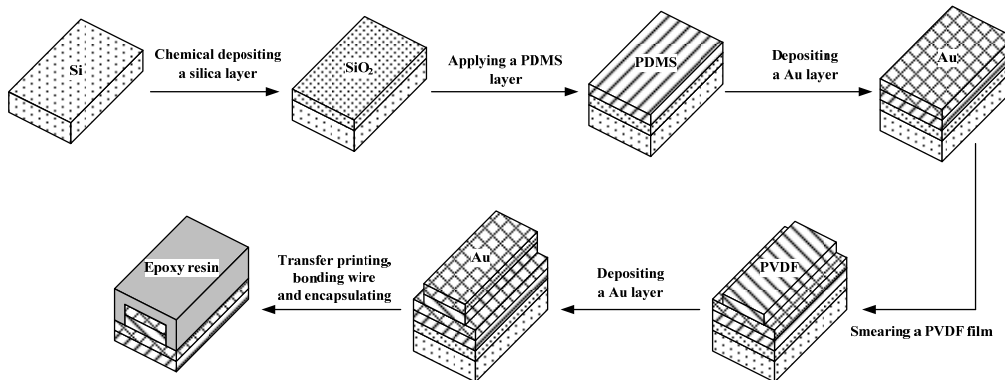 Si
Chemical depositing
a silica layer
SiO₂
Applying a PDMS
layer
PDMS
Depositing
a Au layer
Au
Smearing a PVDF film
PVDF
Depositing
a Au layer
Au
Transfer printing,
bonding wire
and encapsulating
Epoxy resin